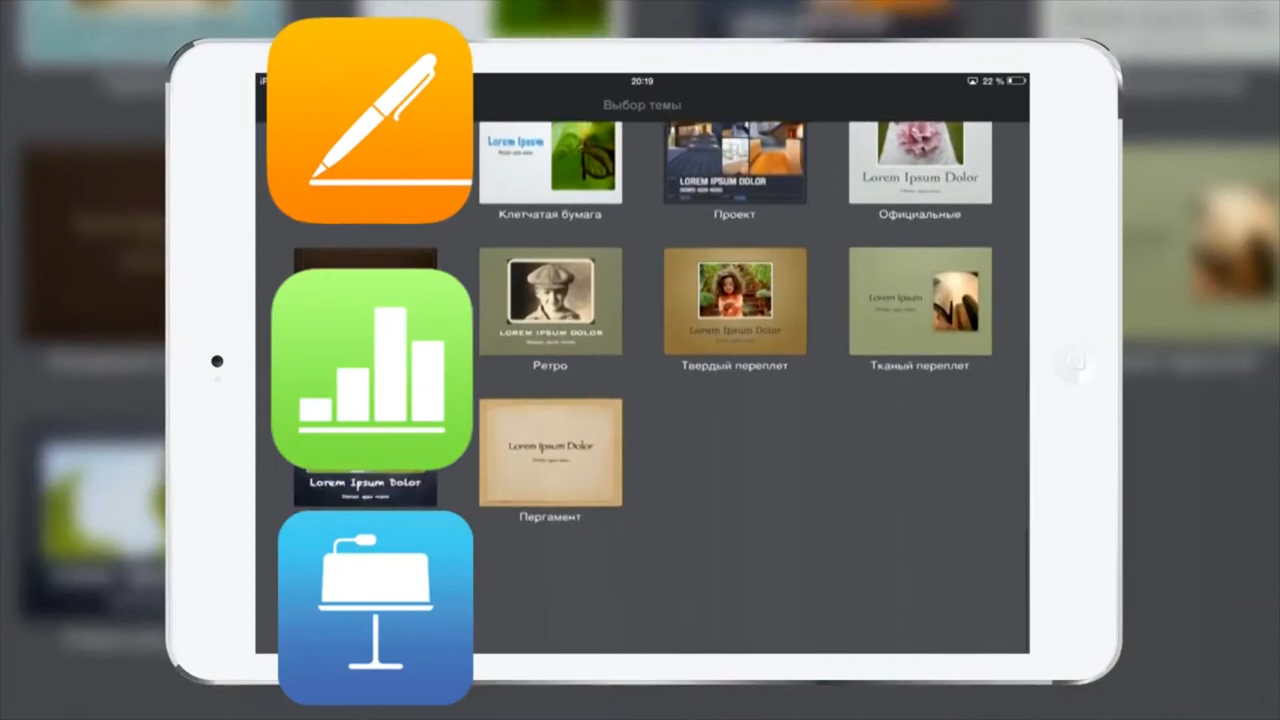 20:19
22 %
Выбор темы
Lorem Ipsum
LOREM IPSUM DOLOR
Lorem Ipsum Dolor
Клетчатая бумага
Проект
Официальные
LOREM IPSUM DOLOR
Lorem Ipsum Dolor
Lorem Ipsum
Ретро
Твердый переплет
Тканый переплет
Lorem Ipsum Dolor
Lorem Ipsum Dolor
Пергамент